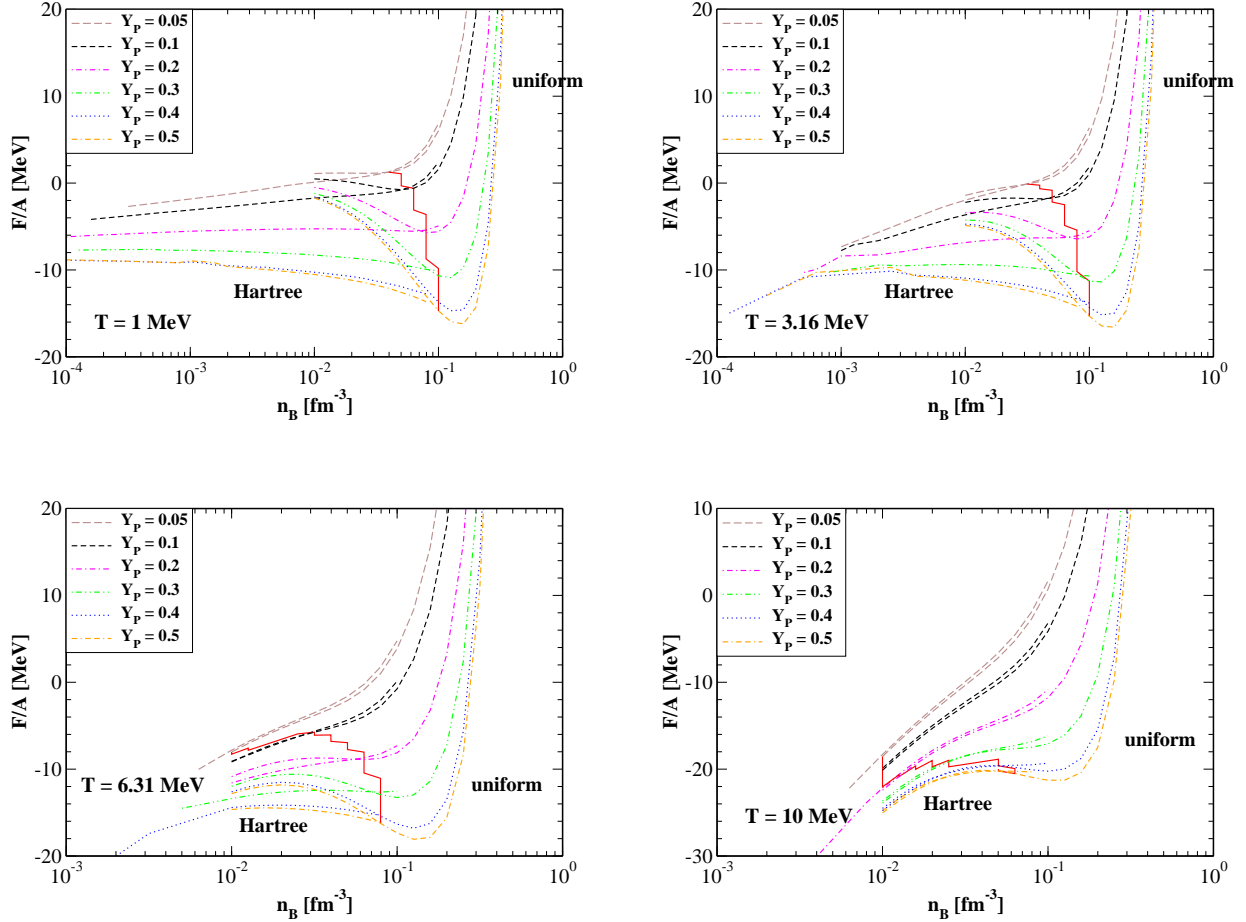 20
10
0
-10
-20
F/A [MeV]
Y_P = 0.05
Y_P = 0.1
Y_P = 0.2
Y_P = 0.3
Y_P = 0.4
Y_P = 0.5
uniform
Hartree
T = 1 MeV
10^-4 10^-3 10^-2 10^-1 10^0
n_B [fm^-3]
20
10
0
-10
-20
F/A [MeV]
Y_P = 0.05
Y_P = 0.1
Y_P = 0.2
Y_P = 0.3
Y_P = 0.4
Y_P = 0.5
uniform
Hartree
T = 3.16 MeV
10^-4 10^-3 10^-2 10^-1 10^0
n_B [fm^-3]
20
10
0
-10
-20
F/A [MeV]
Y_P = 0.05
Y_P = 0.1
Y_P = 0.2
Y_P = 0.3
Y_P = 0.4
Y_P = 0.5
uniform
T = 6.31 MeV
Hartree
10^-3 10^-2 10^-1 10^0
n_B [fm^-3]
10
0
-10
-20
-30
F/A [MeV]
Y_P = 0.05
Y_P = 0.1
Y_P = 0.2
Y_P = 0.3
Y_P = 0.4
Y_P = 0.5
uniform
Hartree
T = 10 MeV
10^-3 10^-2 10^-1 10^0
n_B [fm^-3]